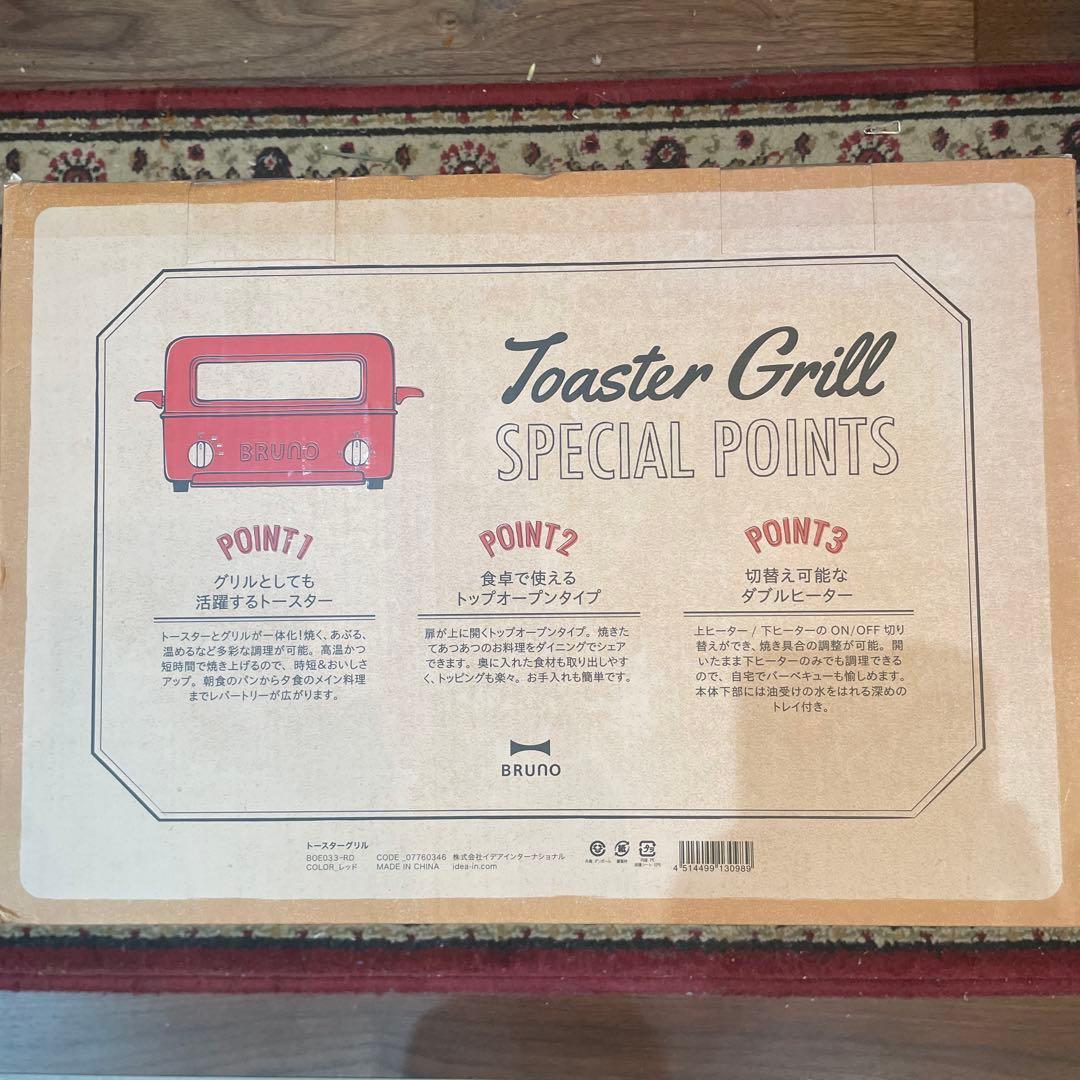 Toaster Grill
SPECIAL POINTS
BRUNO
POINT1
グリルとしても
活躍するトースター
トースターとグリルが一体化!焼く、あぶる、
温めるなど多彩な調理が可能。高温かつ
短時間で焼き上げるので、時短&おいしさ
アップ。朝食のパンから夕食のメイン料理
までレパートリーが広がります。
POINT2
食卓で使える
トップオープンタイプ
扉が上に開くトップオープンタイプ。焼きた
てあつあつのお料理をダイニングでシェア
できます。奥に入れた食材も取り出しやす
く、トッピングも楽々。お手入れも簡単です。
POINT3
切替え可能な
ダブルヒーター
上ヒーター / 下ヒーターの ON/OFF 切り
替えができ、焼き具合の調整が可能。開
いたまま下ヒーターのみでも調理できる
ので、自宅でバーベキューも愉しめます。
本体下部には油受けの水をはれる深めの
トレイ付き。
BRUNO
トースターグリル
BOE033-RD CODE_07760346 株式会社イデアインターナショナル
COLOR_レッド MADE IN CHINA idea-in.com
4 514499 130989